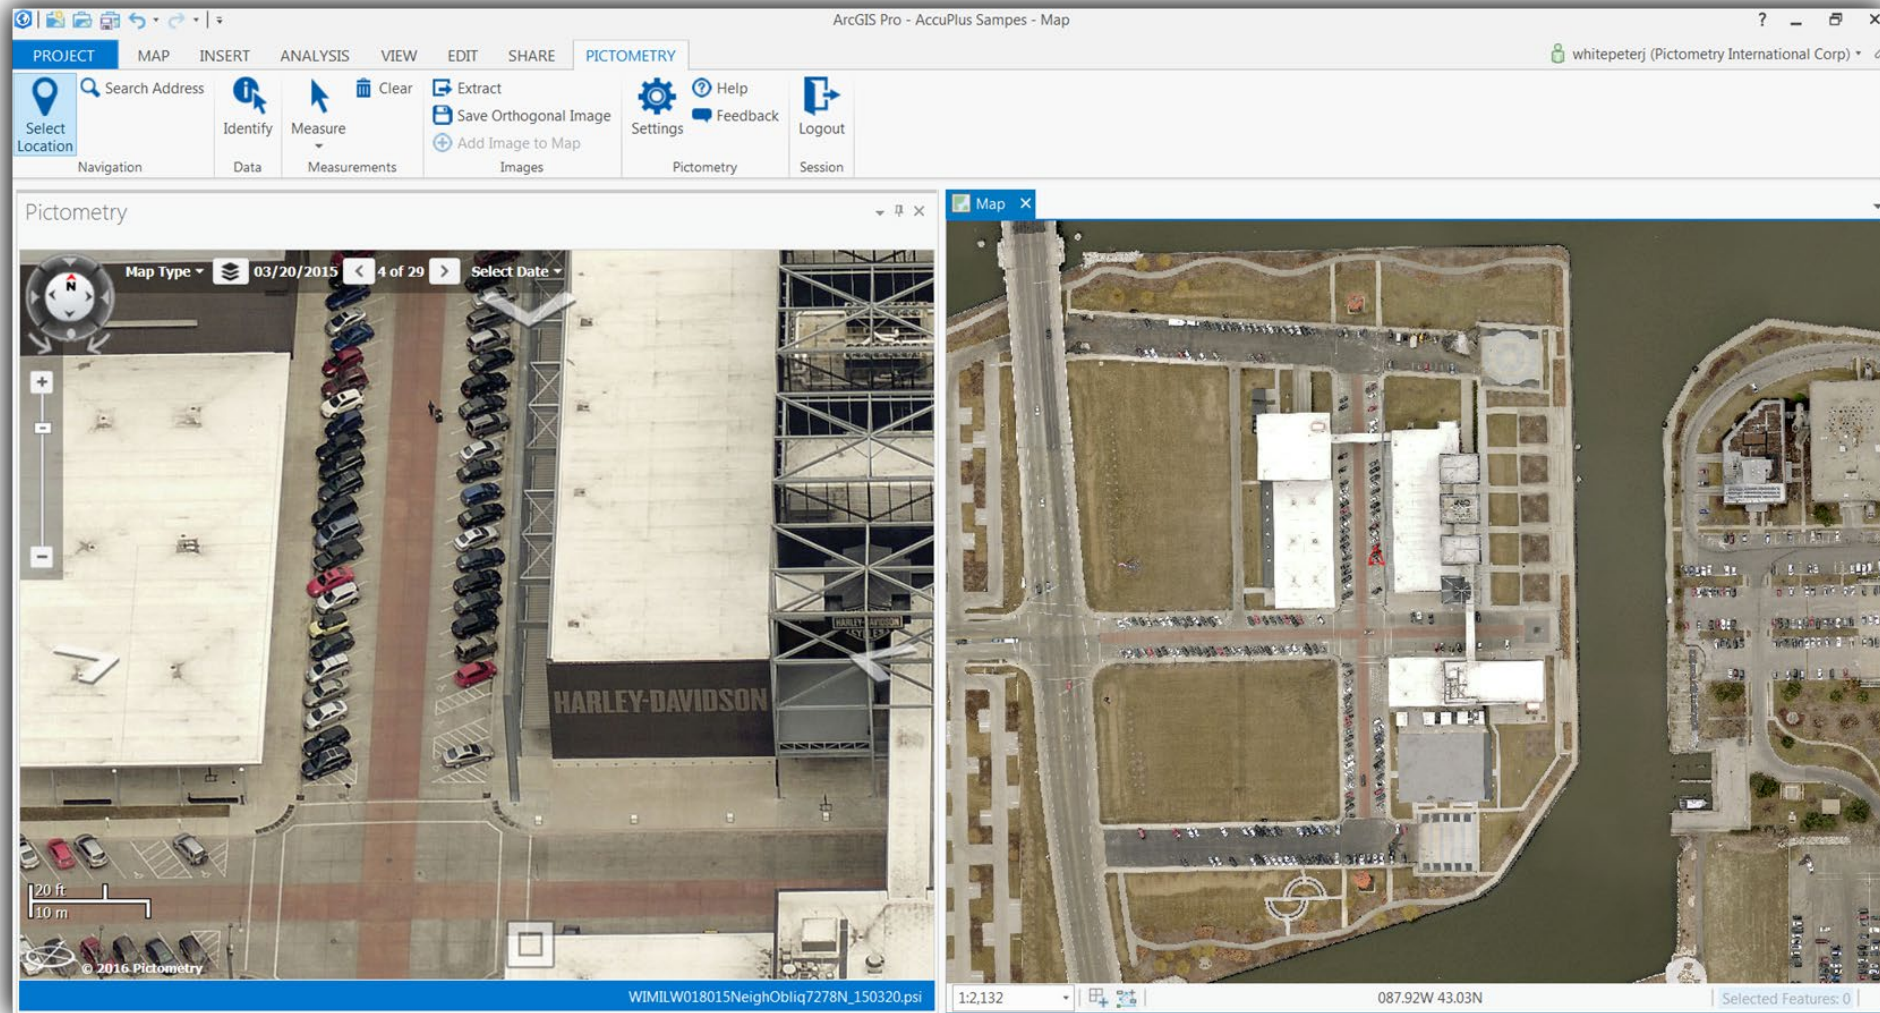 ArcGIS Pro - AccuPlus Sampes - Map
?
PROJECT MAP INSERT ANALYSIS VIEW EDIT SHARE PICTOMETRY
whitepeterj (Pictometry International Corp)
Select Location
Search Address
Navigation
Identify
Data
Measure
Clear
Measurements
Extract
Save Orthogonal Image
Add Image to Map
Images
Settings
Help
Feedback
Pictometry
Logout
Session
Pictometry
Map Type 03/20/2015 4 of 29 Select Date
N
HARLEY-DAVIDSON
HARLEY-DAVIDSON
20 ft
10 m
© 2016 Pictometry
WIMILW018015NeighObliq7278N_150320.psi
Map
1:2,132
087.92W 43.03N
Selected Features: 0